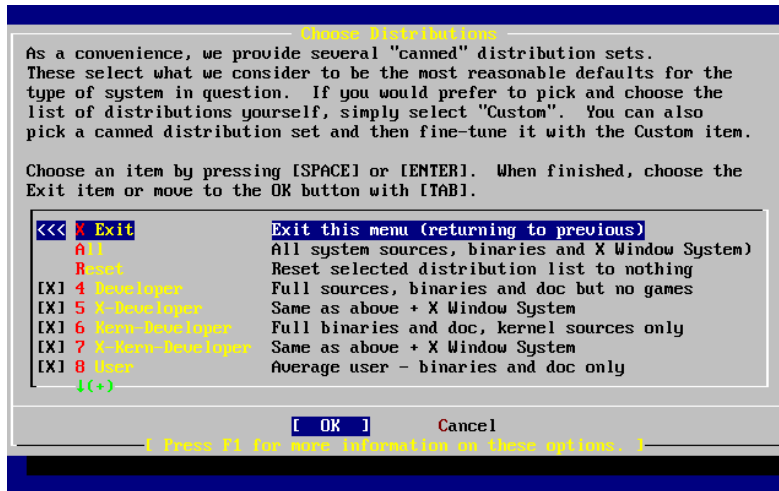 Choose Distributions
As a convenience, we provide several "canned" distribution sets.
These select what we consider to be the most reasonable defaults for the
type of system in question.  If you would prefer to pick and choose the
list of distributions yourself, simply select "Custom".  You can also
pick a canned distribution set and then fine-tune it with the Custom item.
Choose an item by pressing [SPACE] or [ENTER].  When finished, choose the
Exit item or move to the OK button with [TAB].
<<< X Exit Exit this menu (returning to previous)
All All system sources, binaries and X Window System)
Reset Reset selected distribution list to nothing
[X] 4 Developer Full sources, binaries and doc but no games
[X] 5 X-Developer Same as above + X Window System
[X] 6 Kern-Developer Full binaries and doc, kernel sources only
[X] 7 X-Kern-Developer Same as above + X Window System
[X] 8 User Average user - binaries and doc only
↓(+)
[ OK ] Cancel
[ Press F1 for more information on these options. ]